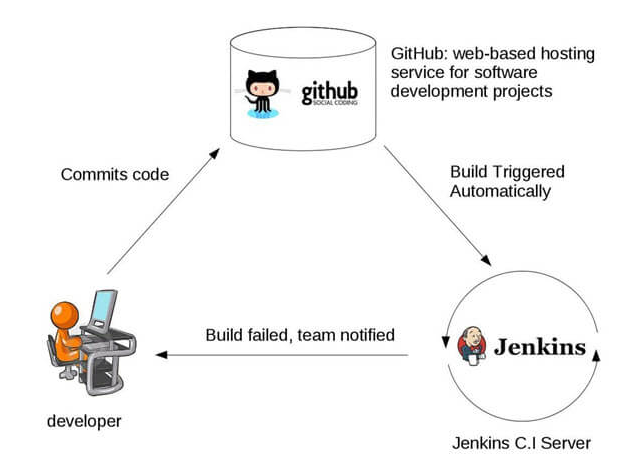 GitHub: web-based hosting
service for software
development projects
github
SOCIAL CODING
Commits code
Build Triggered
Automatically
Build failed, team notified
Jenkins
developer
Jenkins C.I Server